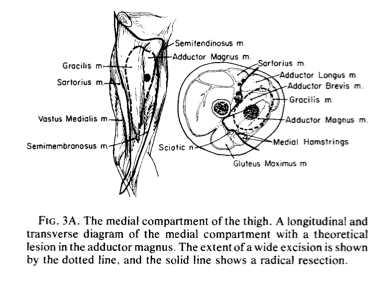 Semitendinosus m.
Adductor Magnus m.
Gracilis m.
Sartorius m.
Vastus Medialis m.
Semimembranosus m.
Sartorius m.
Adductor Longus m.
Adductor Brevis m.
Gracilis m.
Adductor Magnus m.
Medial Hamstrings
Sciatic n.
Gluteus Maximus m.
FIG. 3A. The medial compartment of the thigh. A longitudinal and
transverse diagram of the medial compartment with a theoretical
lesion in the adductor magnus. The extent of a wide excision is shown
by the dotted line, and the solid line shows a radical resection.